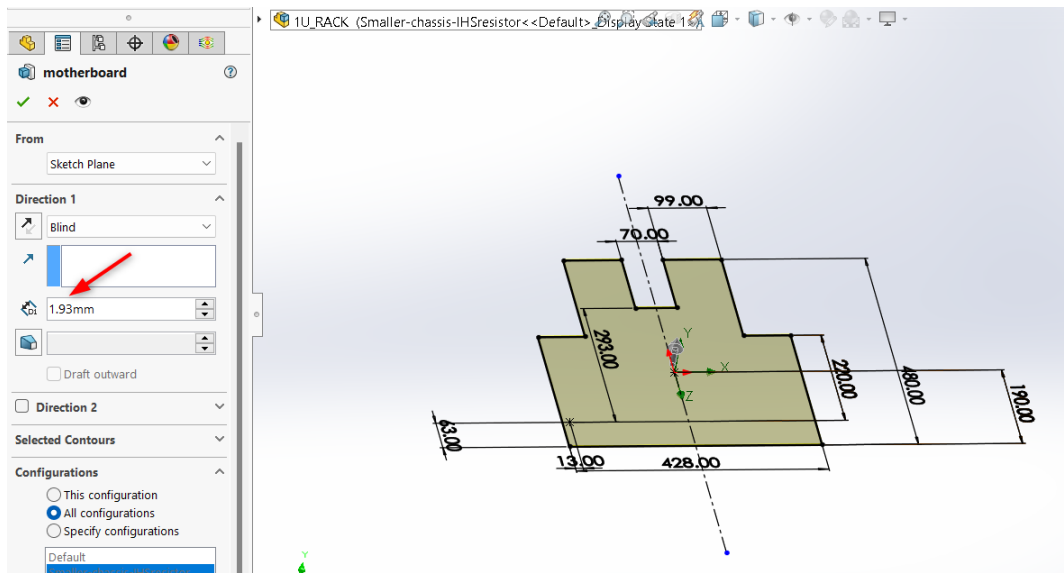 1U_RACK (Smaller-chassis-IHSresistor<<Default>_Display State 1>)
motherboard
From
Sketch Plane
Direction 1
Blind
1.93mm
Draft outward
Direction 2
Selected Contours
Configurations
This configuration
All configurations
Specify configurations
Default
99.00
70.00
293.00
Y
X
Z
220.00
480.00
190.00
63.00
13.00
428.00
Y